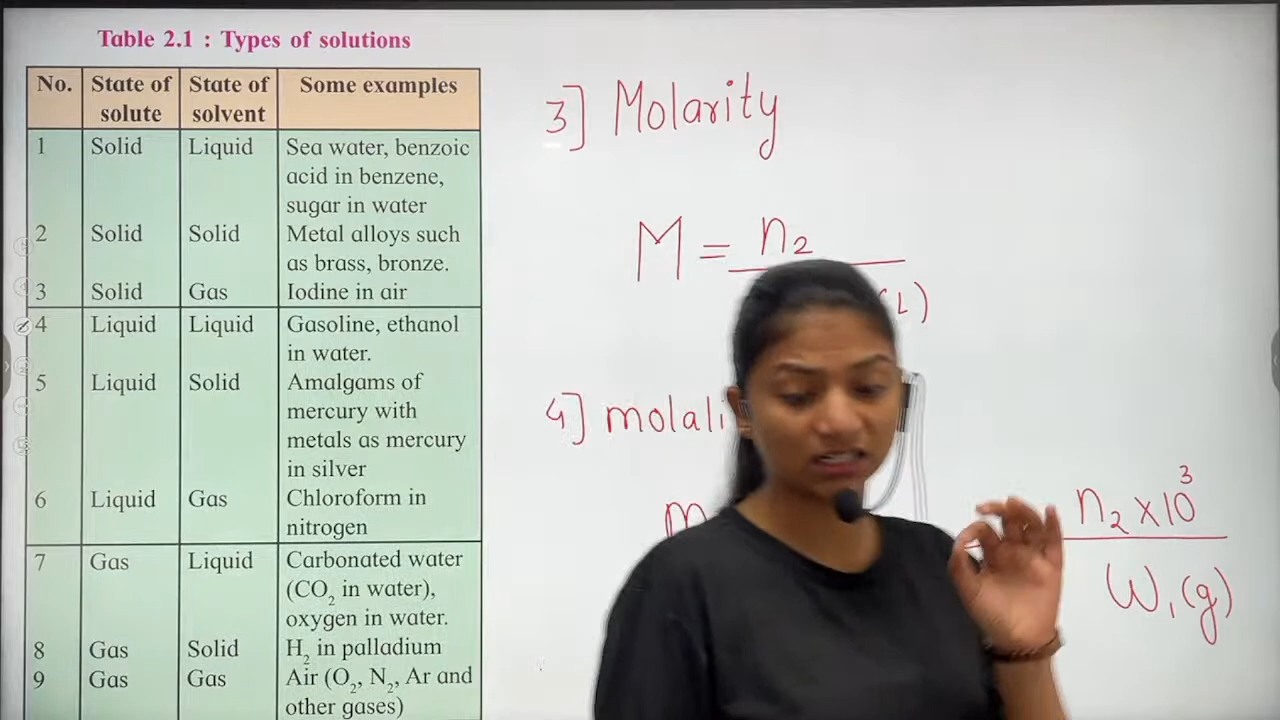 Table 2.1 : Types of solutions
No. State of solute State of solvent Some examples
1 Solid Liquid Sea water, benzoic
acid in benzene,
sugar in water
2 Solid Solid Metal alloys such
as brass, bronze.
3 Solid Gas Iodine in air
4 Liquid Liquid Gasoline, ethanol
in water.
5 Liquid Solid Amalgams of
mercury with
metals as mercury
in silver
6 Liquid Gas Chloroform in
nitrogen
7 Gas Liquid Carbonated water
(CO₂ in water),
oxygen in water.
8 Gas Solid H₂ in palladium
9 Gas Gas Air (O₂, N₂, Ar and
other gases)
3] Molarity
M = n₂
(L)
4] molali
m
n₂ × 10³
W₁(g)